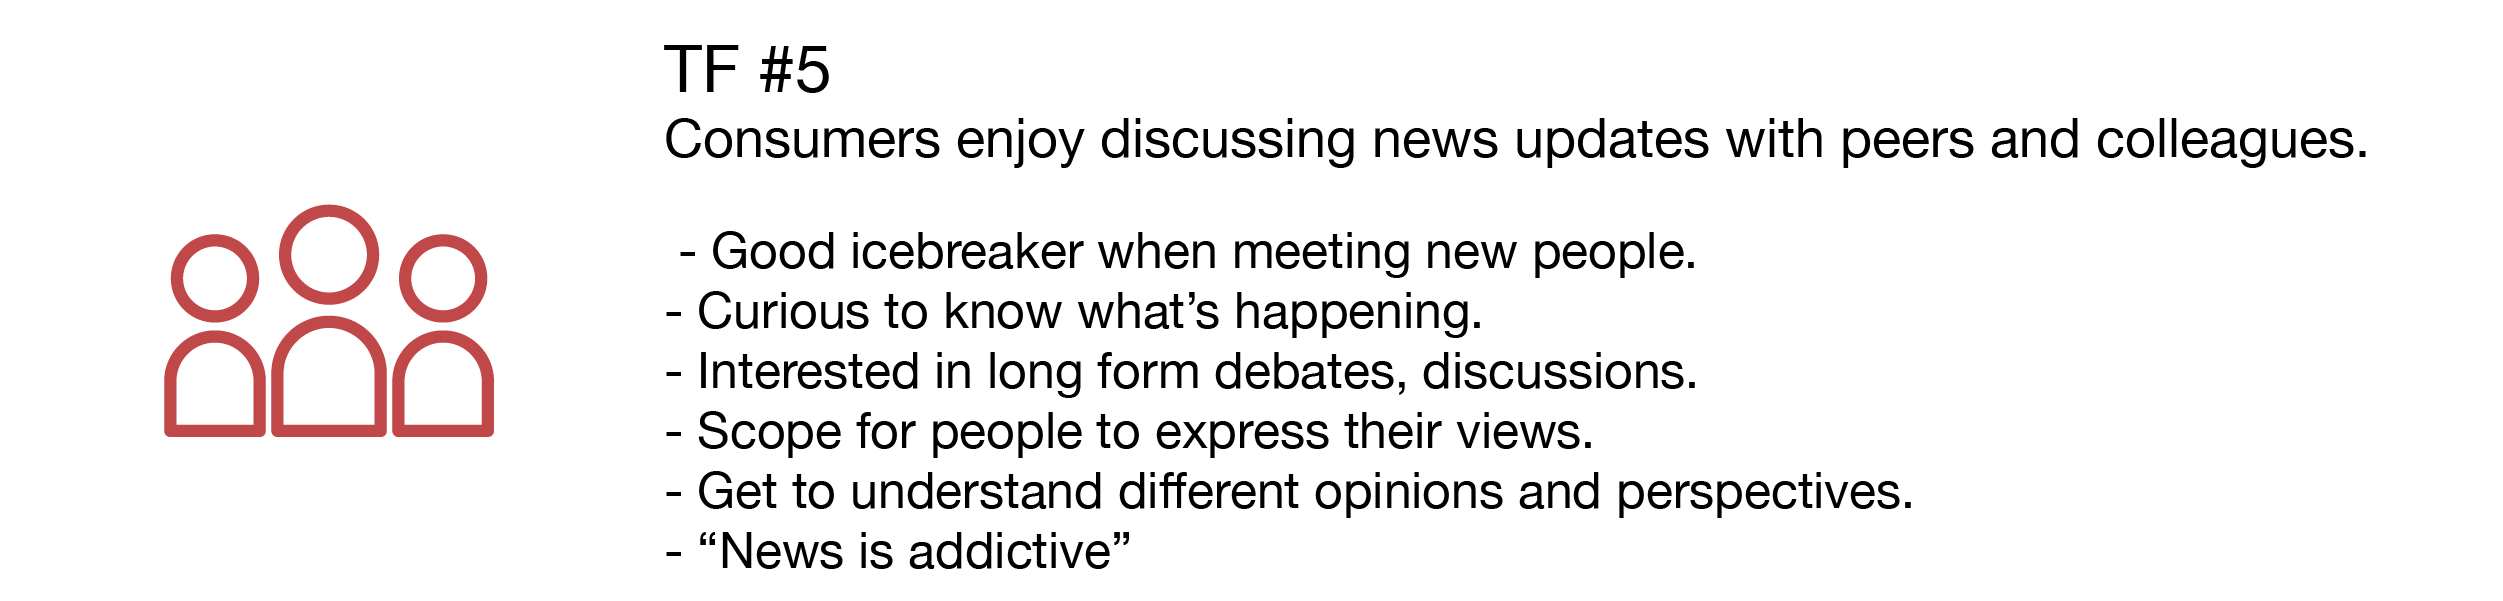 TF #5
Consumers enjoy discussing news updates with peers and colleagues.
- Good icebreaker when meeting new people.
- Curious to know what’s happening.
- Interested in long form debates, discussions.
- Scope for people to express their views.
- Get to understand different opinions and perspectives.
- “News is addictive”